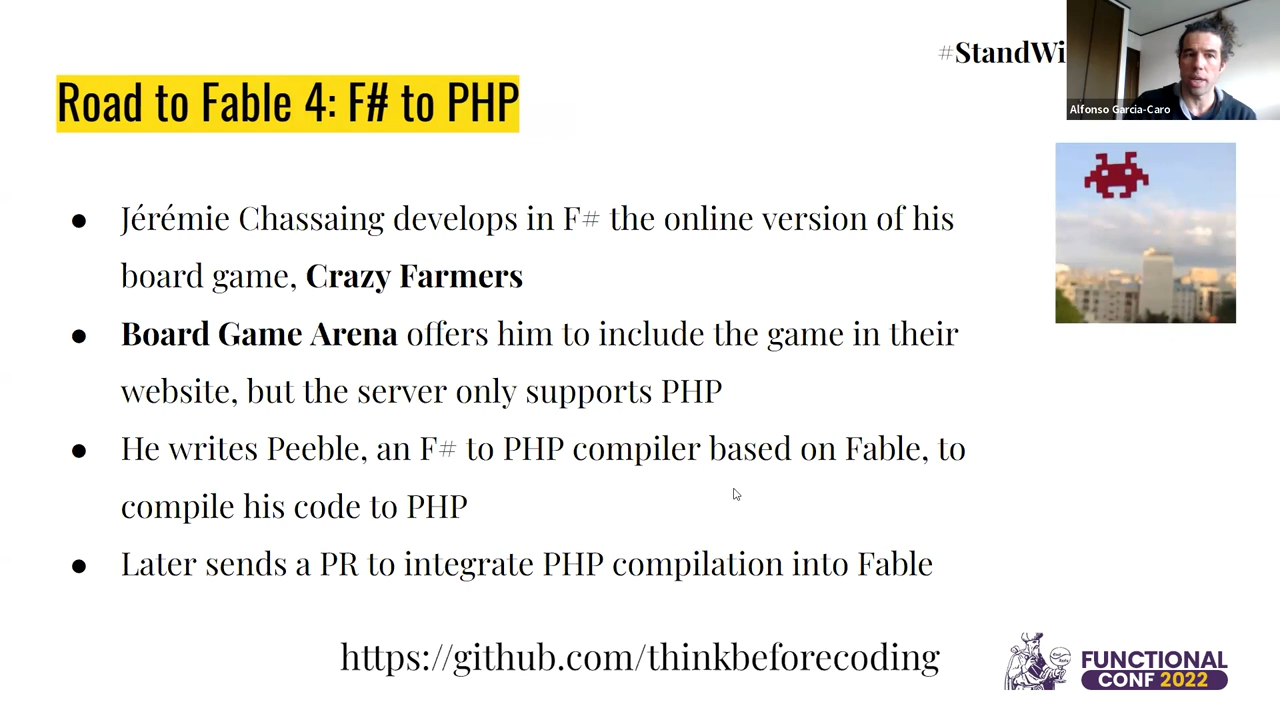 #StandWi
Alfonso Garcia-Caro
Road to Fable 4: F# to PHP
● Jérémie Chassaing develops in F# the online version of his
board game, Crazy Farmers
● Board Game Arena offers him to include the game in their
website, but the server only supports PHP
● He writes Peeble, an F# to PHP compiler based on Fable, to
compile his code to PHP
● Later sends a PR to integrate PHP compilation into Fable
https://github.com/thinkbeforecoding
FUNCTIONAL
CONF 2022